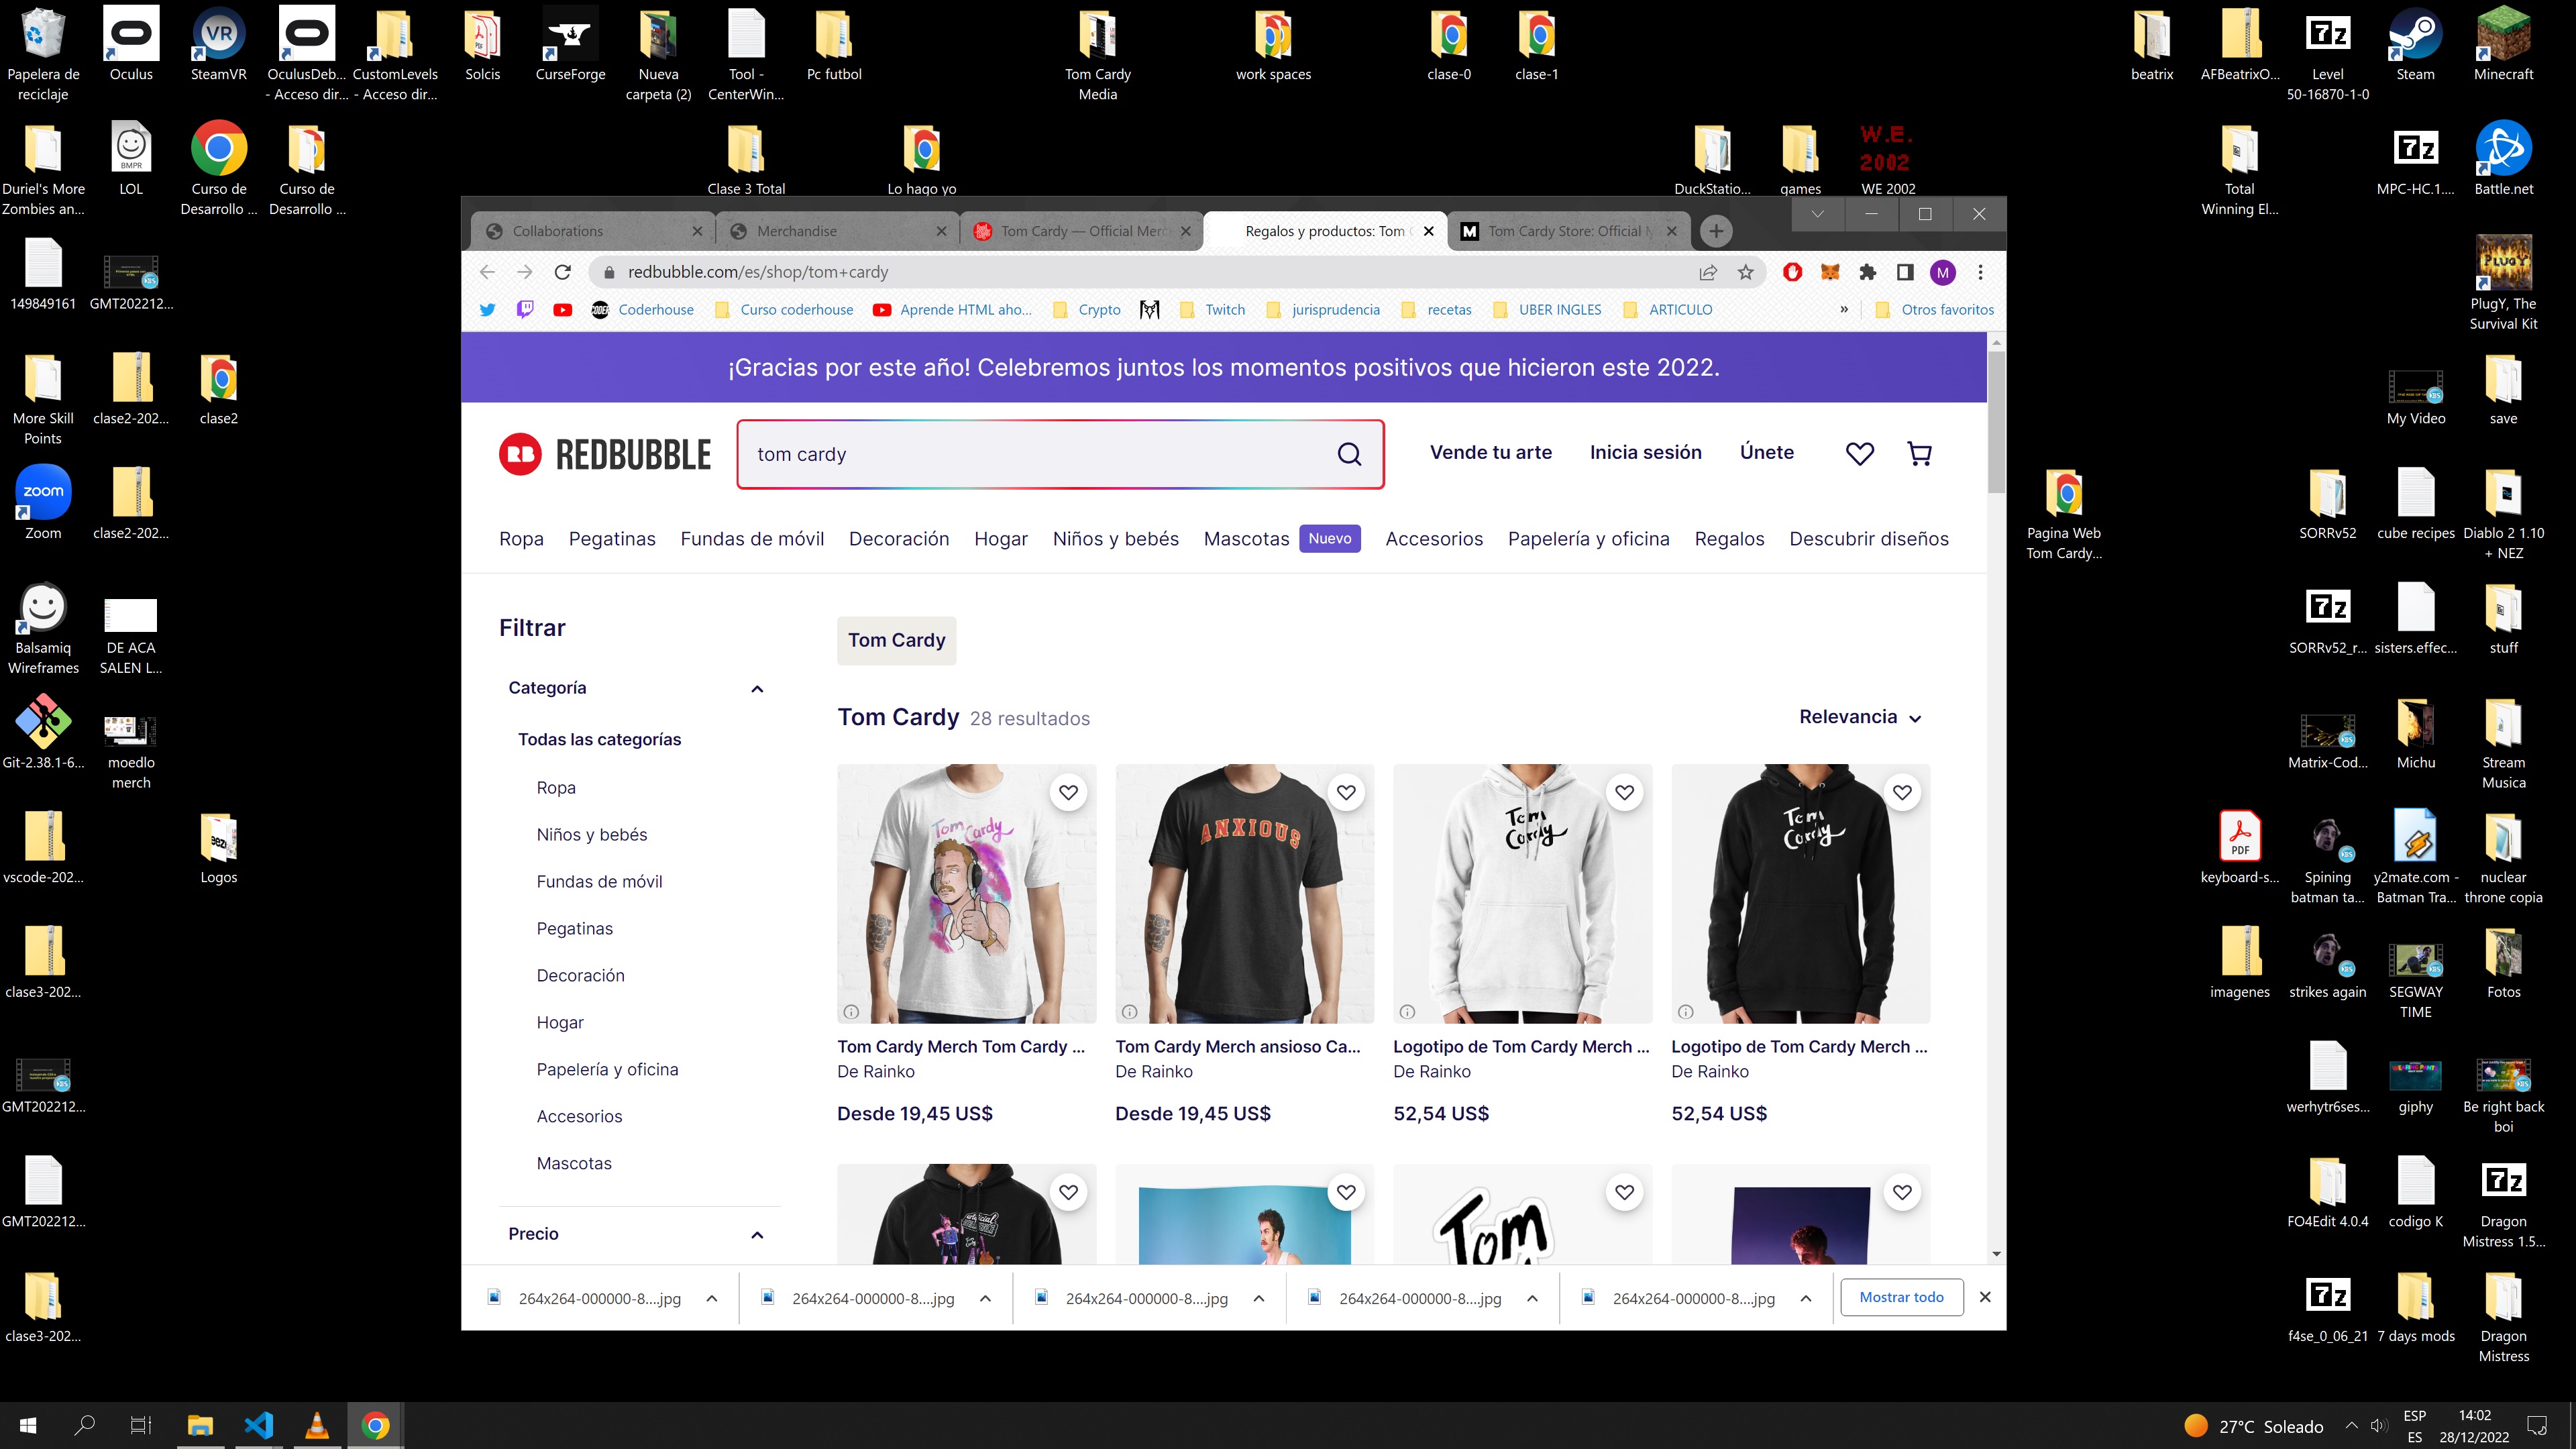 Papelera de
reciclaje
Oculus
SteamVR
OculusDeb...
- Acceso dir...
CustomLevels
- Acceso dir...
Solcis
CurseForge
Nueva
carpeta (2)
Tool -
CenterWin...
Pc futbol
Tom Cardy
Media
work spaces
clase-0
clase-1
beatrix
AFBeatrixO...
Level
50-16870-1-0
Steam
Minecraft
Duriel's More
Zombies an...
LOL
Curso de
Desarrollo ...
Curso de
Desarrollo ...
Clase 3 Total
Lo hago yo
DuckStatio...
games
W.E.
2002
WE 2002
Total
Winning El...
MPC-HC.1....
Battle.net
149849161
GMT202212...
PlugY, The
Survival Kit
More Skill
Points
clase2-202...
clase2
My Video
save
zoom
Zoom
clase2-202...
Pagina Web
Tom Cardy...
SORRv52
cube recipes
Diablo 2 1.10
+ NEZ
Balsamiq
Wireframes
DE ACA
SALEN L...
SORRv52_r...
sisters.effec...
stuff
Git-2.38.1-6...
moedlo
merch
Matrix-Cod...
Michu
Stream
Musica
vscode-202...
Logos
keyboard-s...
Spining
batman ta...
y2mate.com -
Batman Tra...
nuclear
throne copia
clase3-202...
imagenes
strikes again
SEGWAY
TIME
Fotos
GMT202212...
werhytr6ses...
giphy
Be right back
boi
GMT202212...
FO4Edit 4.0.4
codigo K
Dragon
Mistress 1.5...
clase3-202...
f4se_0_06_21
7 days mods
Dragon
Mistress
Collaborations
Merchandise
Tom Cardy — Official Merc
Regalos y productos: Tom C
Tom Cardy Store: Official M
redbubble.com/es/shop/tom+cardy
M
Coderhouse
Curso coderhouse
Aprende HTML aho...
Crypto
Twitch
jurisprudencia
recetas
UBER INGLES
ARTICULO
»
Otros favoritos
¡Gracias por este año! Celebremos juntos los momentos positivos que hicieron este 2022.
RB REDBUBBLE
tom cardy
Vende tu arte
Inicia sesión
Únete
Ropa
Pegatinas
Fundas de móvil
Decoración
Hogar
Niños y bebés
Mascotas Nuevo
Accesorios
Papelería y oficina
Regalos
Descubrir diseños
Filtrar
Categoría
Todas las categorías
Ropa
Niños y bebés
Fundas de móvil
Pegatinas
Decoración
Hogar
Papelería y oficina
Accesorios
Mascotas
Precio
Tom Cardy
Tom Cardy 28 resultados
Relevancia
Tom Cardy
ANXIOUS
Tom
Cardy
Tom
Cardy
Tom Cardy Merch Tom Cardy ...
De Rainko
Desde 19,45 US$
Tom Cardy Merch ansioso Ca...
De Rainko
Desde 19,45 US$
Logotipo de Tom Cardy Merch ...
De Rainko
52,54 US$
Logotipo de Tom Cardy Merch ...
De Rainko
52,54 US$
Tom
264x264-000000-8....jpg
264x264-000000-8....jpg
264x264-000000-8....jpg
264x264-000000-8....jpg
264x264-000000-8....jpg
Mostrar todo
27°C Soleado
ESP
ES
14:02
28/12/2022